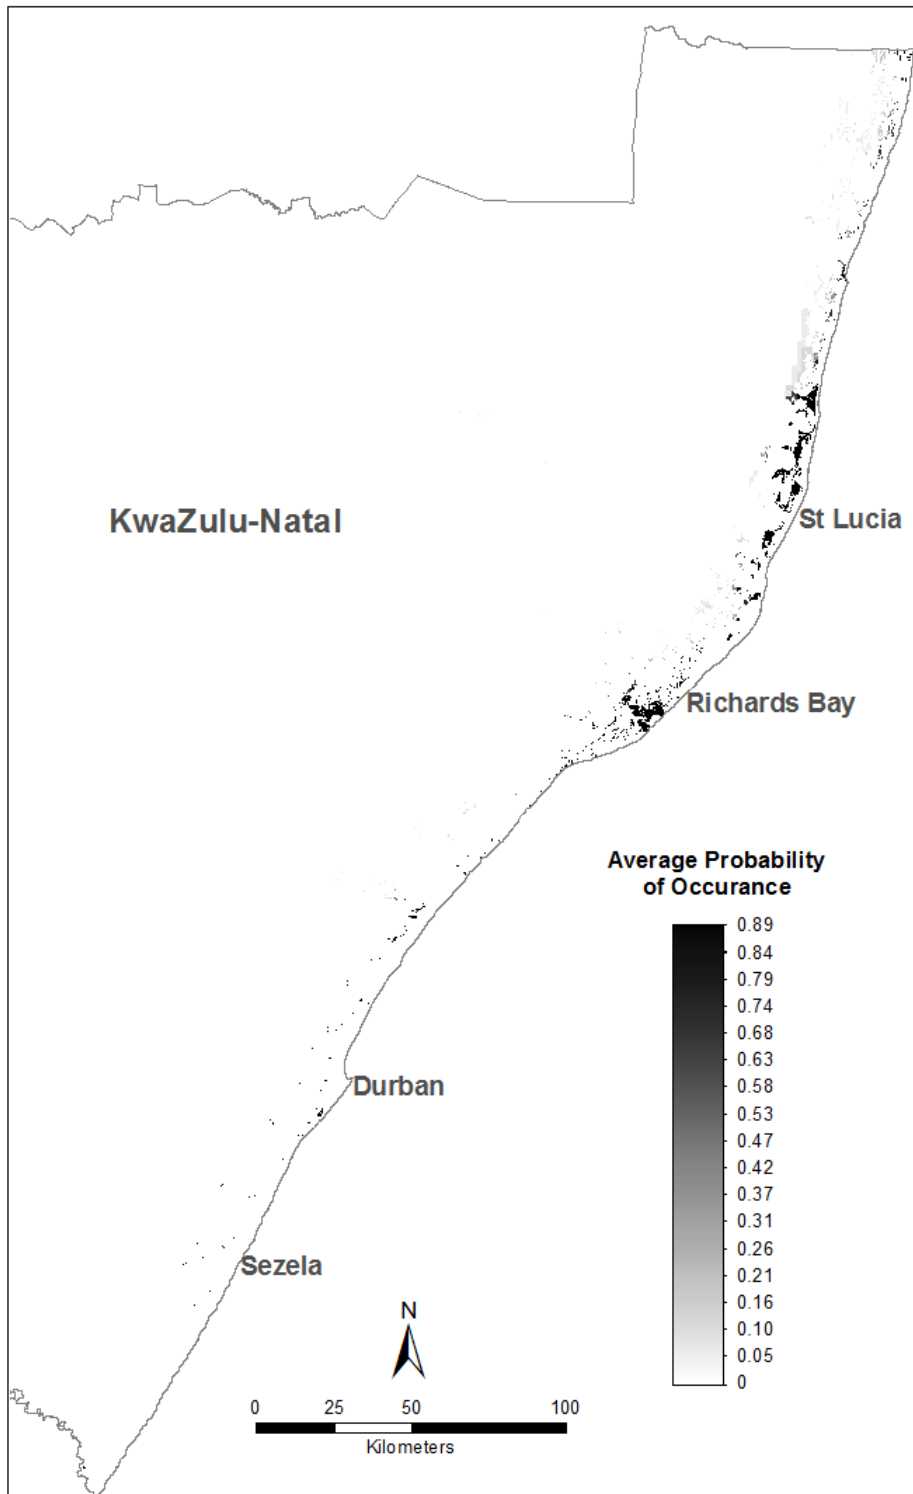 KwaZulu-Natal
St Lucia
Richards Bay
Average Probability
of Occurance
0.89
0.84
0.79
0.74
0.68
0.63
0.58
0.53
0.47
0.42
0.37
0.31
0.26
0.21
0.16
0.10
0.05
0
Durban
Sezela
N
0 25 50 100
Kilometers